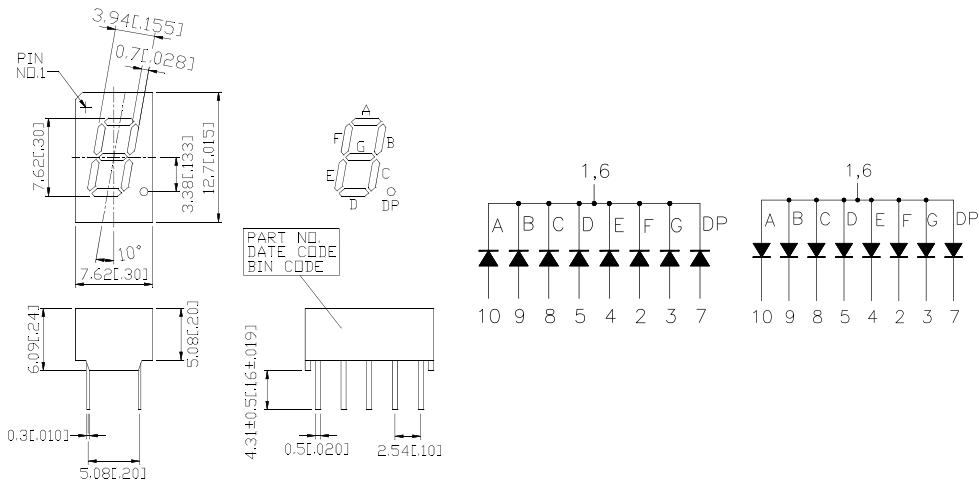 3.94[.155]
0.7[.028]
PIN
NO.1
7.62[.30]
3.38[.133]
12.7[.015]
10°
7.62[.30]
A
F
B
G
E
C
D
DP
PART NO.
DATE CODE
BIN CODE
6.09[.24]
5.08[.20]
0.3[.010]
5.08[.20]
4.31±0.5[.16±.019]
0.5[.020]
2.54[.10]
1,6
A B C D E F G DP
10 9 8 5 4 2 3 7
1,6
A B C D E F G DP
10 9 8 5 4 2 3 7